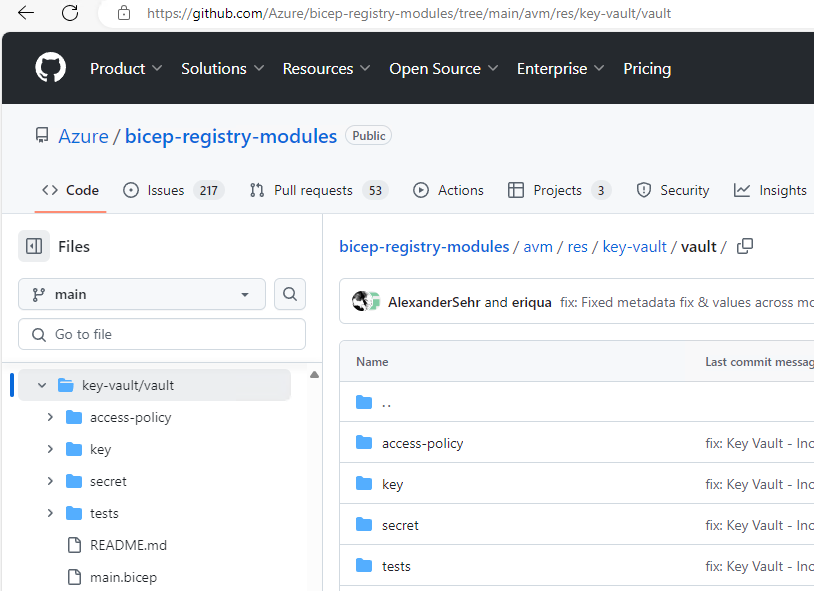 https://github.com/Azure/bicep-registry-modules/tree/main/avm/res/key-vault/vault
Product Solutions Resources Open Source Enterprise Pricing
Azure / bicep-registry-modules Public
Code Issues 217 Pull requests 53 Actions Projects 3 Security Insights
Files
main
Go to file
key-vault/vault
access-policy
key
secret
tests
README.md
main.bicep
bicep-registry-modules / avm / res / key-vault / vault /
AlexanderSehr and eriqua fix: Fixed metadata fix & values across mo
Name Last commit messag
..
access-policy fix: Key Vault - Inc
key fix: Key Vault - Inc
secret fix: Key Vault - Inc
tests fix: Key Vault - Inc